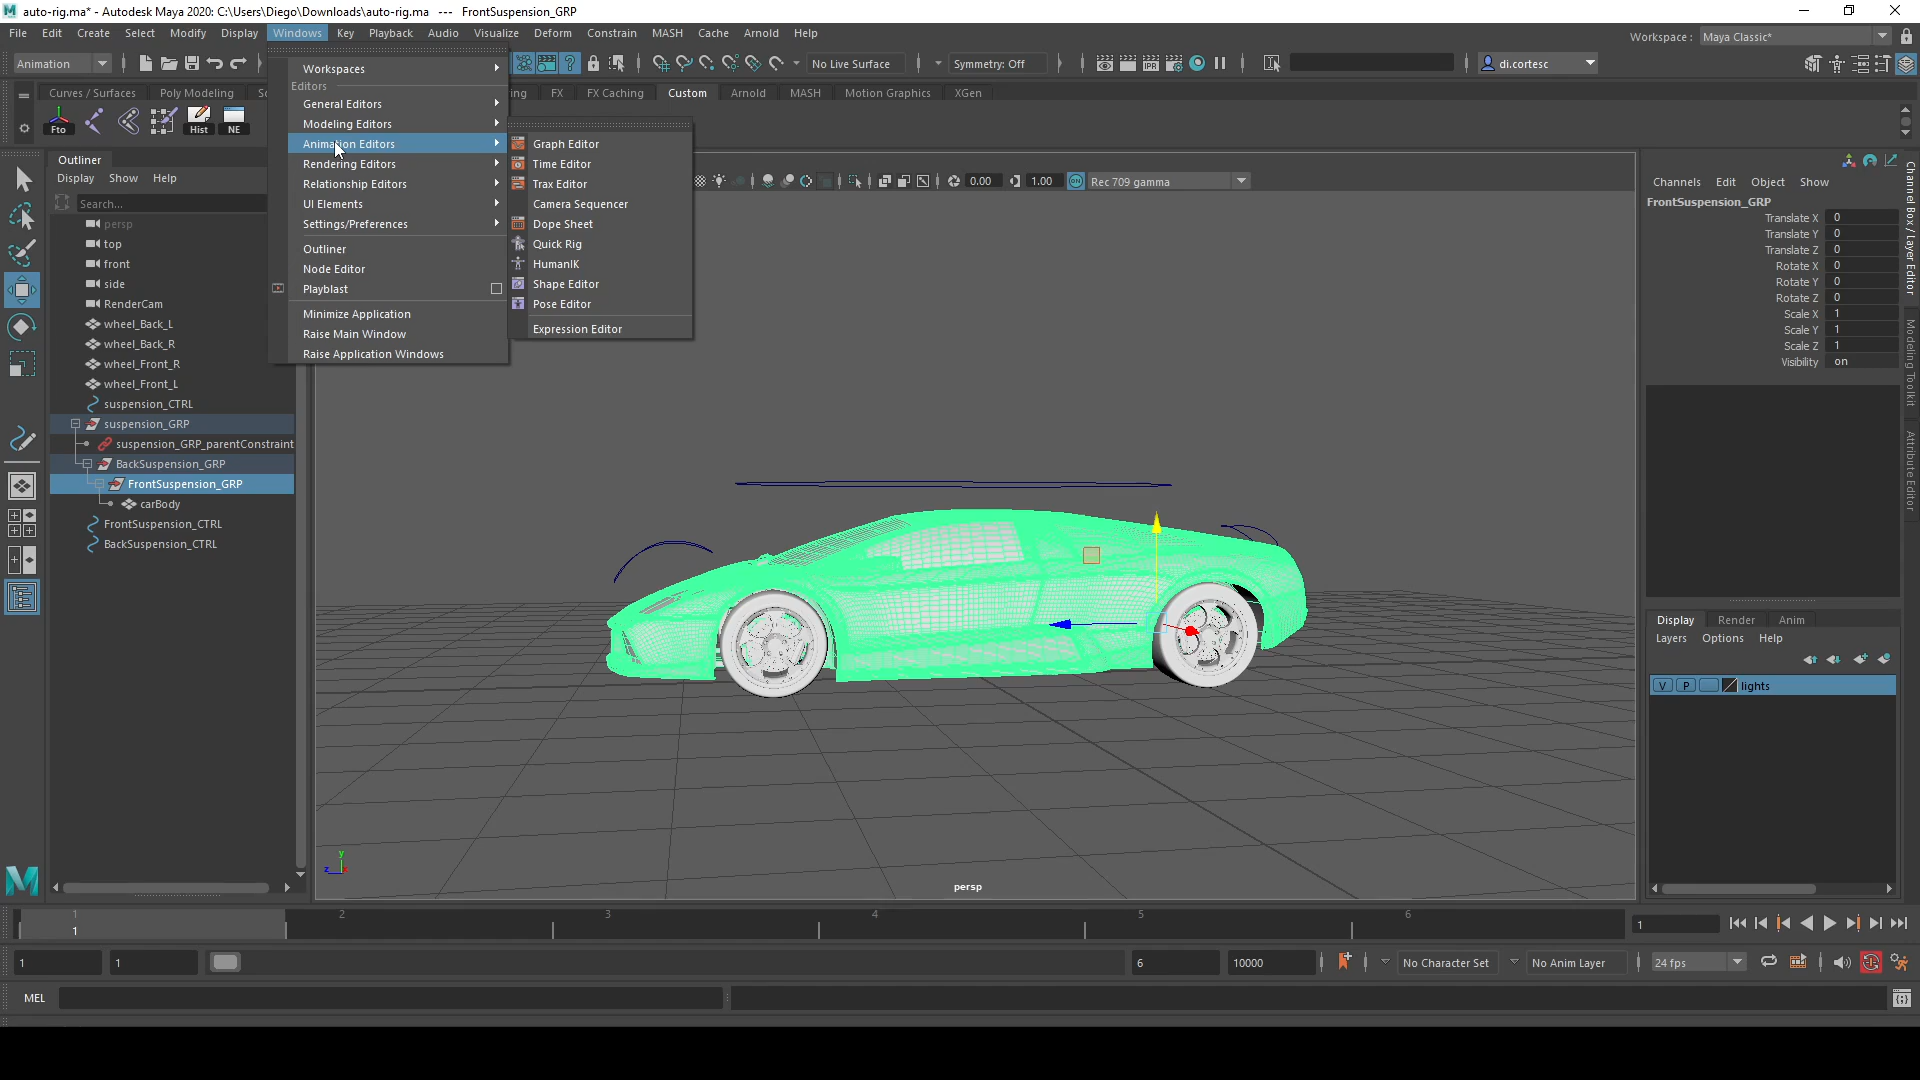 auto-rig.ma* - Autodesk Maya 2020: C:\Users\Diego\Downloads\auto-rig.ma --- FrontSuspension_GRP
File Edit Create Select Modify Display Windows Key Playback Audio Visualize Deform Constrain MASH Cache Arnold Help
Workspace : Maya Classic*
Animation
No Live Surface
Symmetry: Off
di.cortesc
Curves / Surfaces Poly Modeling ing FX FX Caching Custom Arnold MASH Motion Graphics XGen
Fto Hist NE
Workspaces
Editors
General Editors
Modeling Editors
Animation Editors
Rendering Editors
Relationship Editors
UI Elements
Settings/Preferences
Outliner
Node Editor
Playblast
Minimize Application
Raise Main Window
Raise Application Windows
Graph Editor
Time Editor
Trax Editor
Camera Sequencer
Dope Sheet
Quick Rig
HumanIK
Shape Editor
Pose Editor
Expression Editor
Outliner
Display Show Help
Search...
persp
top
front
side
RenderCam
wheel_Back_L
wheel_Back_R
wheel_Front_R
wheel_Front_L
suspension_CTRL
suspension_GRP
suspension_GRP_parentConstraint
BackSuspension_GRP
FrontSuspension_GRP
carBody
FrontSuspension_CTRL
BackSuspension_CTRL
0.00 1.00 Rec 709 gamma
persp
y
z
Channels Edit Object Show
FrontSuspension_GRP
Translate X 0
Translate Y 0
Translate Z 0
Rotate X 0
Rotate Y 0
Rotate Z 0
Scale X 1
Scale Y 1
Scale Z 1
Visibility on
Channel Box / Layer Editor
Modeling Toolkit
Attribute Editor
Display Render Anim
Layers Options Help
V P lights
1 2 3 4 5 6
1
1
1 1 6 10000 No Character Set No Anim Layer 24 fps
MEL